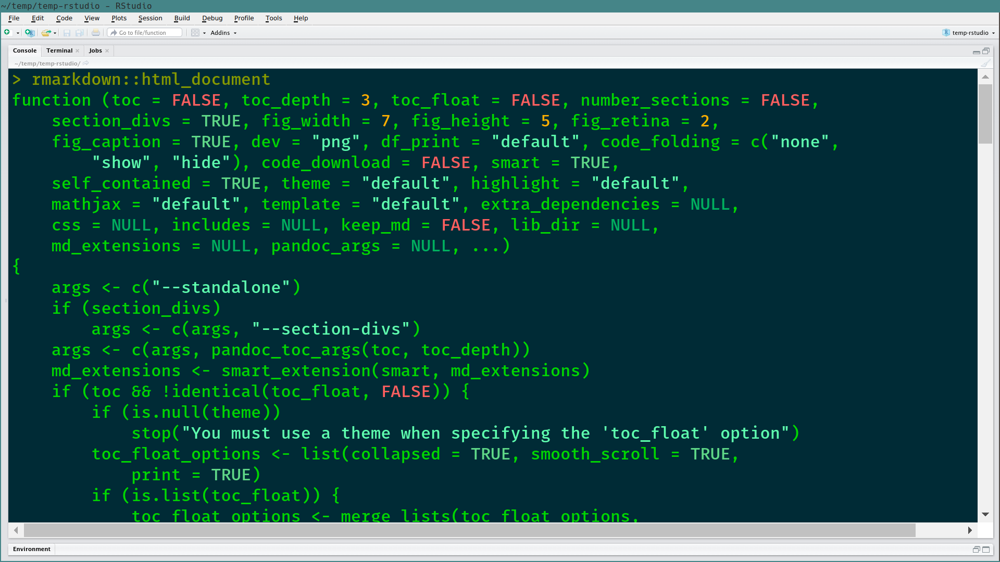 ~/temp/temp-rstudio - RStudio
File Edit Code View Plots Session Build Debug Profile Tools Help
Go to file/function Addins temp-rstudio
Console Terminal Jobs
~/temp/temp-rstudio/
> rmarkdown::html_document
function (toc = FALSE, toc_depth = 3, toc_float = FALSE, number_sections = FALSE,
    section_divs = TRUE, fig_width = 7, fig_height = 5, fig_retina = 2,
    fig_caption = TRUE, dev = "png", df_print = "default", code_folding = c("none",
        "show", "hide"), code_download = FALSE, smart = TRUE,
    self_contained = TRUE, theme = "default", highlight = "default",
    mathjax = "default", template = "default", extra_dependencies = NULL,
    css = NULL, includes = NULL, keep_md = FALSE, lib_dir = NULL,
    md_extensions = NULL, pandoc_args = NULL, ...)
{
    args <- c("--standalone")
    if (section_divs)
        args <- c(args, "--section-divs")
    args <- c(args, pandoc_toc_args(toc, toc_depth))
    md_extensions <- smart_extension(smart, md_extensions)
    if (toc && !identical(toc_float, FALSE)) {
        if (is.null(theme))
            stop("You must use a theme when specifying the 'toc_float' option")
        toc_float_options <- list(collapsed = TRUE, smooth_scroll = TRUE,
            print = TRUE)
        if (is.list(toc_float)) {
            toc_float_options <- merge_lists(toc_float_options,
Environment